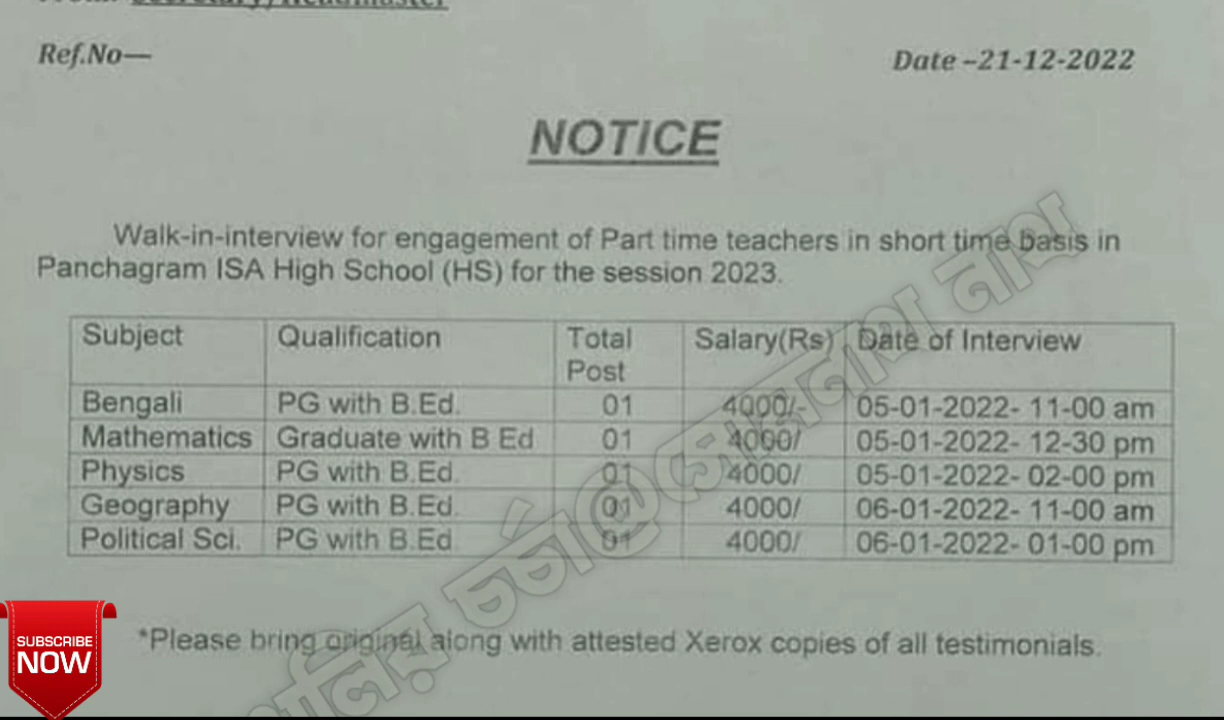 Secretary/Headmaster
Ref.No—
Date –21-12-2022
NOTICE
Walk-in-interview for engagement of Part time teachers in short time basis in
Panchagram ISA High School (HS) for the session 2023.
Subject Qualification Total Post Salary(Rs) Date of Interview
Bengali PG with B.Ed. 01 4000/- 05-01-2022- 11-00 am
Mathematics Graduate with B Ed 01 4000/ 05-01-2022- 12-30 pm
Physics PG with B.Ed. 01 4000/ 05-01-2022- 02-00 pm
Geography PG with B.Ed. 01 4000/ 06-01-2022- 11-00 am
Political Sci. PG with B.Ed 01 4000/ 06-01-2022- 01-00 pm
*Please bring original along with attested Xerox copies of all testimonials.
SUBSCRIBE
NOW